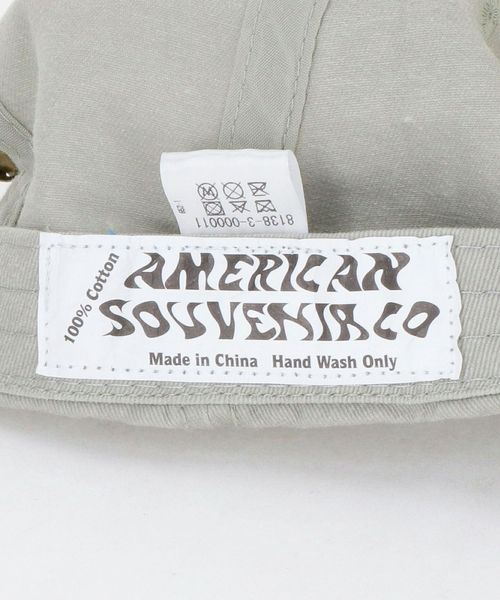 8138-3-000011
100% Cotton
AMERICAN
SOUVENIR CO
Made in China Hand Wash Only